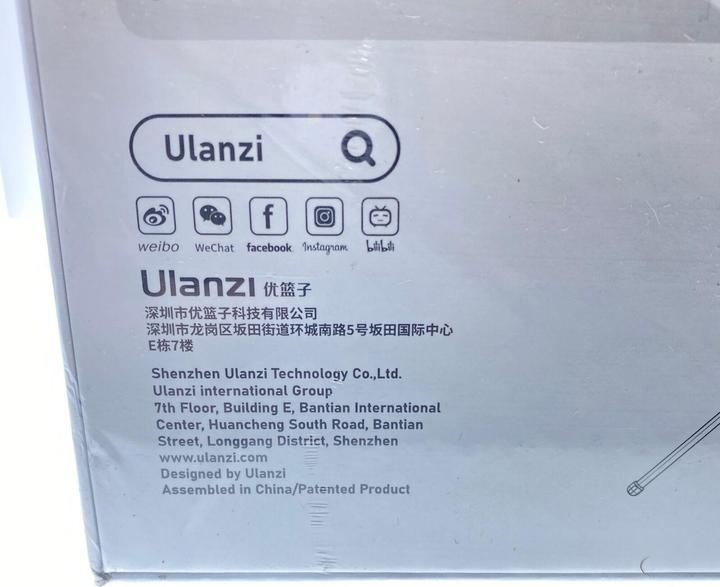 Ulanzi
weibo WeChat facebook Instagram bilibili
Ulanzi 优篮子
深圳市优篮子科技有限公司
深圳市龙岗区坂田街道环城南路5号坂田国际中心
E栋7楼
Shenzhen Ulanzi Technology Co.,Ltd.
Ulanzi international Group
7th Floor, Building E, Bantian International
Center, Huancheng South Road, Bantian
Street, Longgang District, Shenzhen
www.ulanzi.com
Designed by Ulanzi
Assembled in China/Patented Product